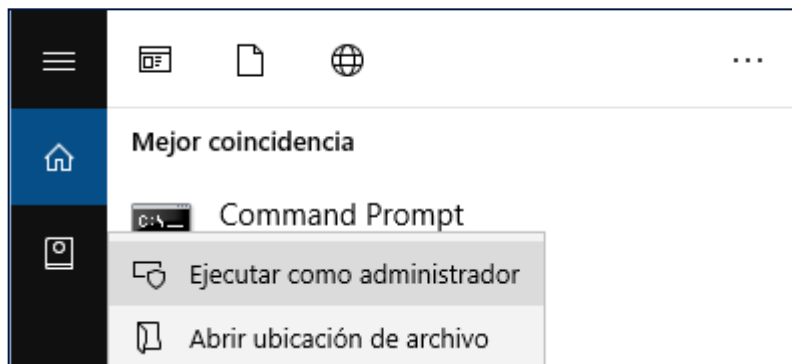 Mejor coincidencia
C:\
Command Prompt
Ejecutar como administrador
Abrir ubicación de archivo